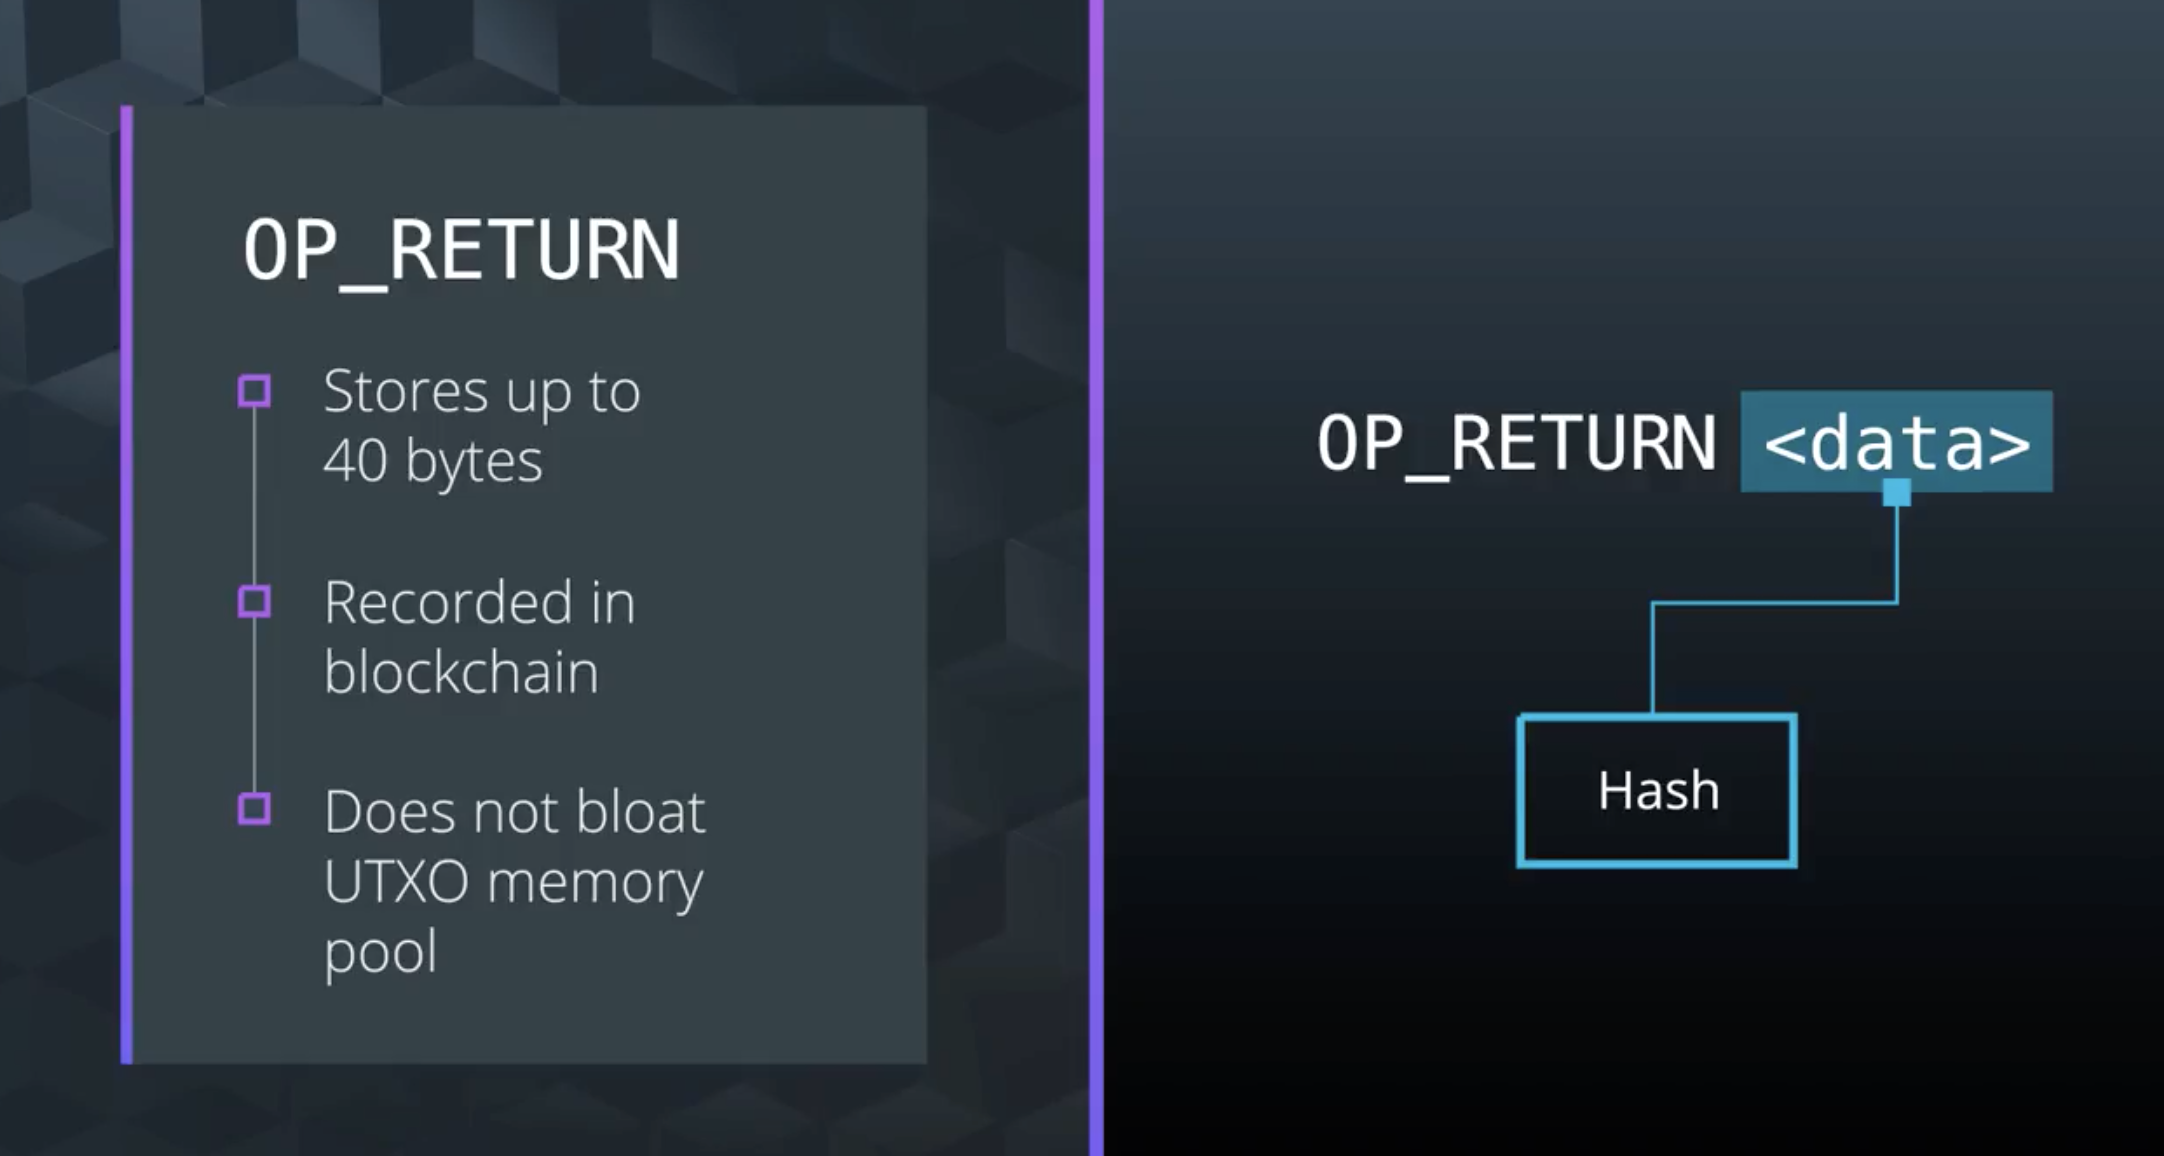 OP_RETURN
Stores up to
40 bytes
Recorded in
blockchain
Does not bloat
UTXO memory
pool
OP_RETURN <data>
Hash